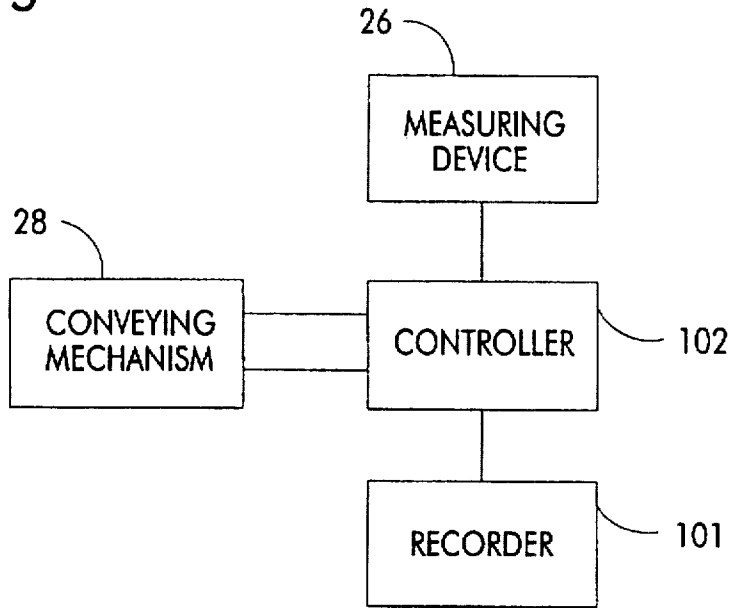 26
MEASURING
DEVICE
28
CONVEYING
MECHANISM
CONTROLLER
102
RECORDER
101